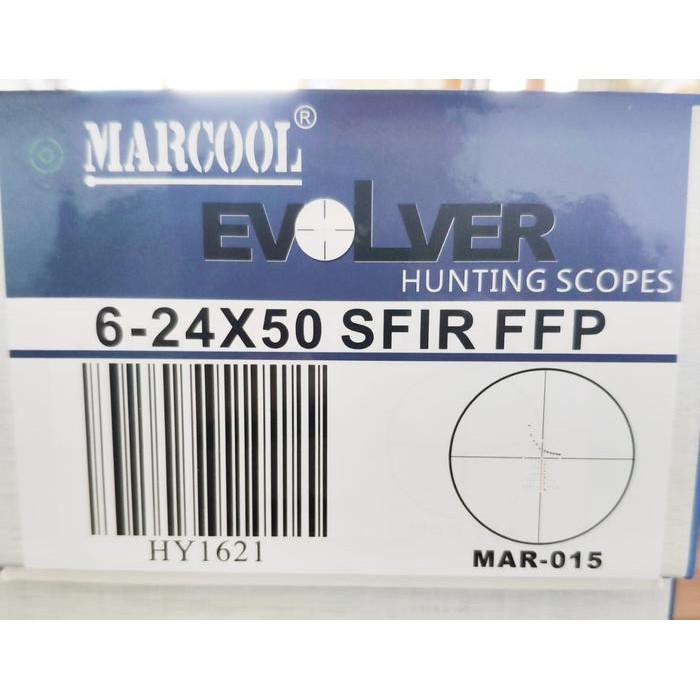 MARCOOL®
EVOLVER
HUNTING SCOPES
6-24X50 SFIR FFP
HY1621
MAR-015